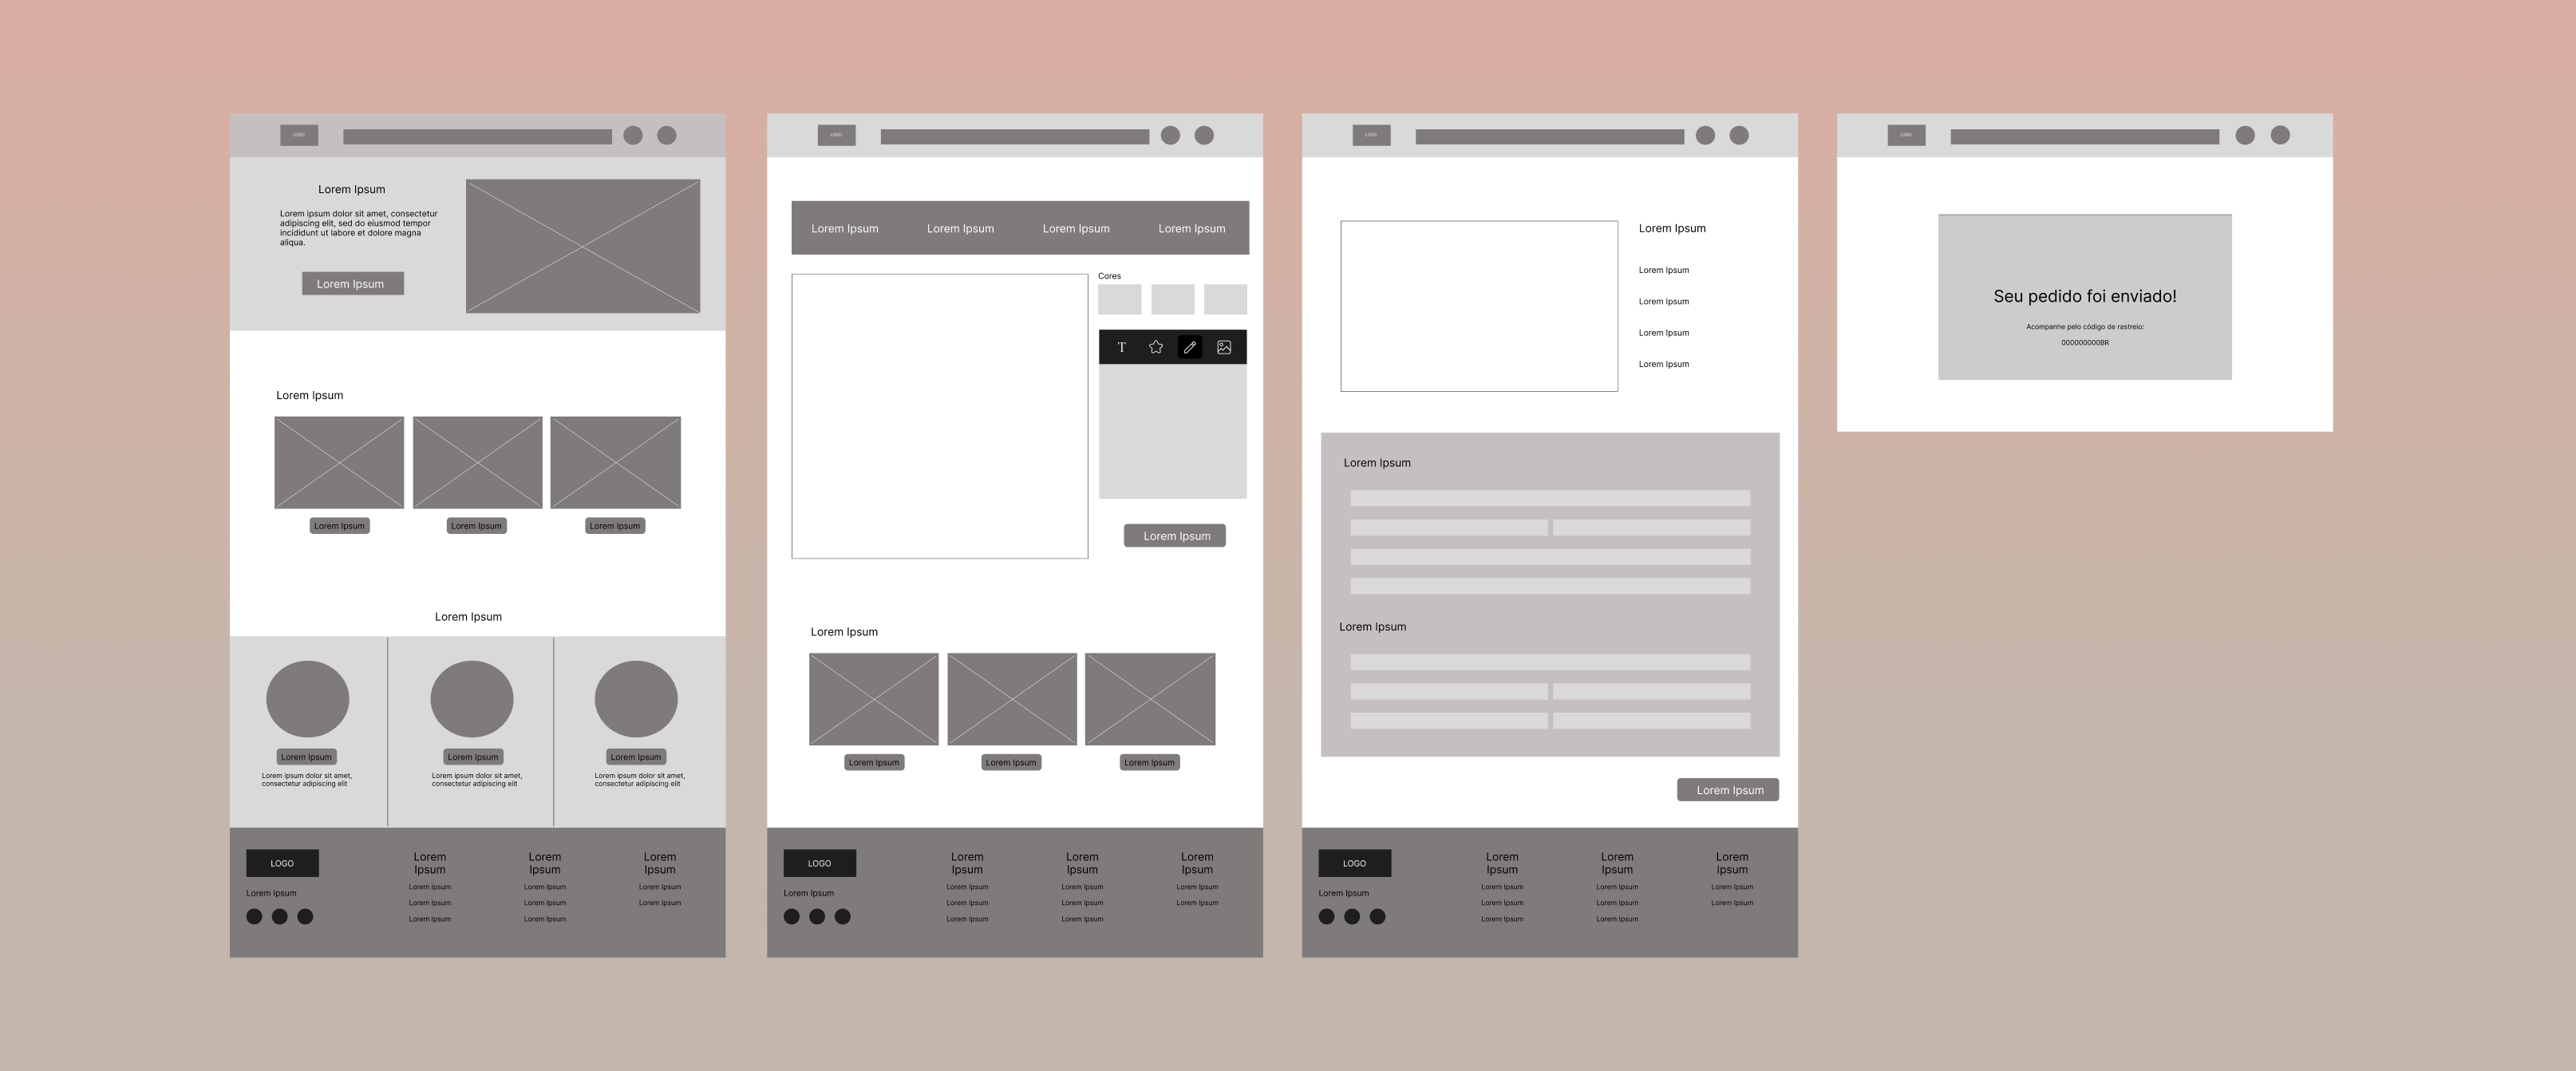 LOGO
Lorem Ipsum
Lorem ipsum dolor sit amet, consectetur
adipiscing elit, sed do eiusmod tempor
incididunt ut labore et dolore magna
aliqua.
Lorem Ipsum
Lorem Ipsum
Lorem Ipsum
Lorem Ipsum
Lorem Ipsum
Lorem Ipsum
Lorem Ipsum
Lorem ipsum dolor sit amet,
consectetur adipiscing elit
Lorem Ipsum
Lorem ipsum dolor sit amet,
consectetur adipiscing elit
Lorem Ipsum
Lorem ipsum dolor sit amet,
consectetur adipiscing elit
LOGO
Lorem Ipsum
Lorem
Ipsum
Lorem Ipsum
Lorem Ipsum
Lorem Ipsum
Lorem
Ipsum
Lorem Ipsum
Lorem Ipsum
Lorem Ipsum
Lorem
Ipsum
Lorem Ipsum
Lorem Ipsum
LOGO
Lorem Ipsum
Lorem Ipsum
Lorem Ipsum
Lorem Ipsum
Cores
T
Lorem Ipsum
Lorem Ipsum
Lorem Ipsum
Lorem Ipsum
Lorem Ipsum
LOGO
Lorem Ipsum
Lorem
Ipsum
Lorem Ipsum
Lorem Ipsum
Lorem Ipsum
Lorem
Ipsum
Lorem Ipsum
Lorem Ipsum
Lorem Ipsum
Lorem
Ipsum
Lorem Ipsum
Lorem Ipsum
LOGO
Lorem Ipsum
Lorem Ipsum
Lorem Ipsum
Lorem Ipsum
Lorem Ipsum
Lorem Ipsum
Lorem Ipsum
Lorem Ipsum
LOGO
Lorem Ipsum
Lorem
Ipsum
Lorem Ipsum
Lorem Ipsum
Lorem Ipsum
Lorem
Ipsum
Lorem Ipsum
Lorem Ipsum
Lorem Ipsum
Lorem
Ipsum
Lorem Ipsum
Lorem Ipsum
LOGO
Seu pedido foi enviado!
Acompanhe pelo código de rastreio:
000000000BR